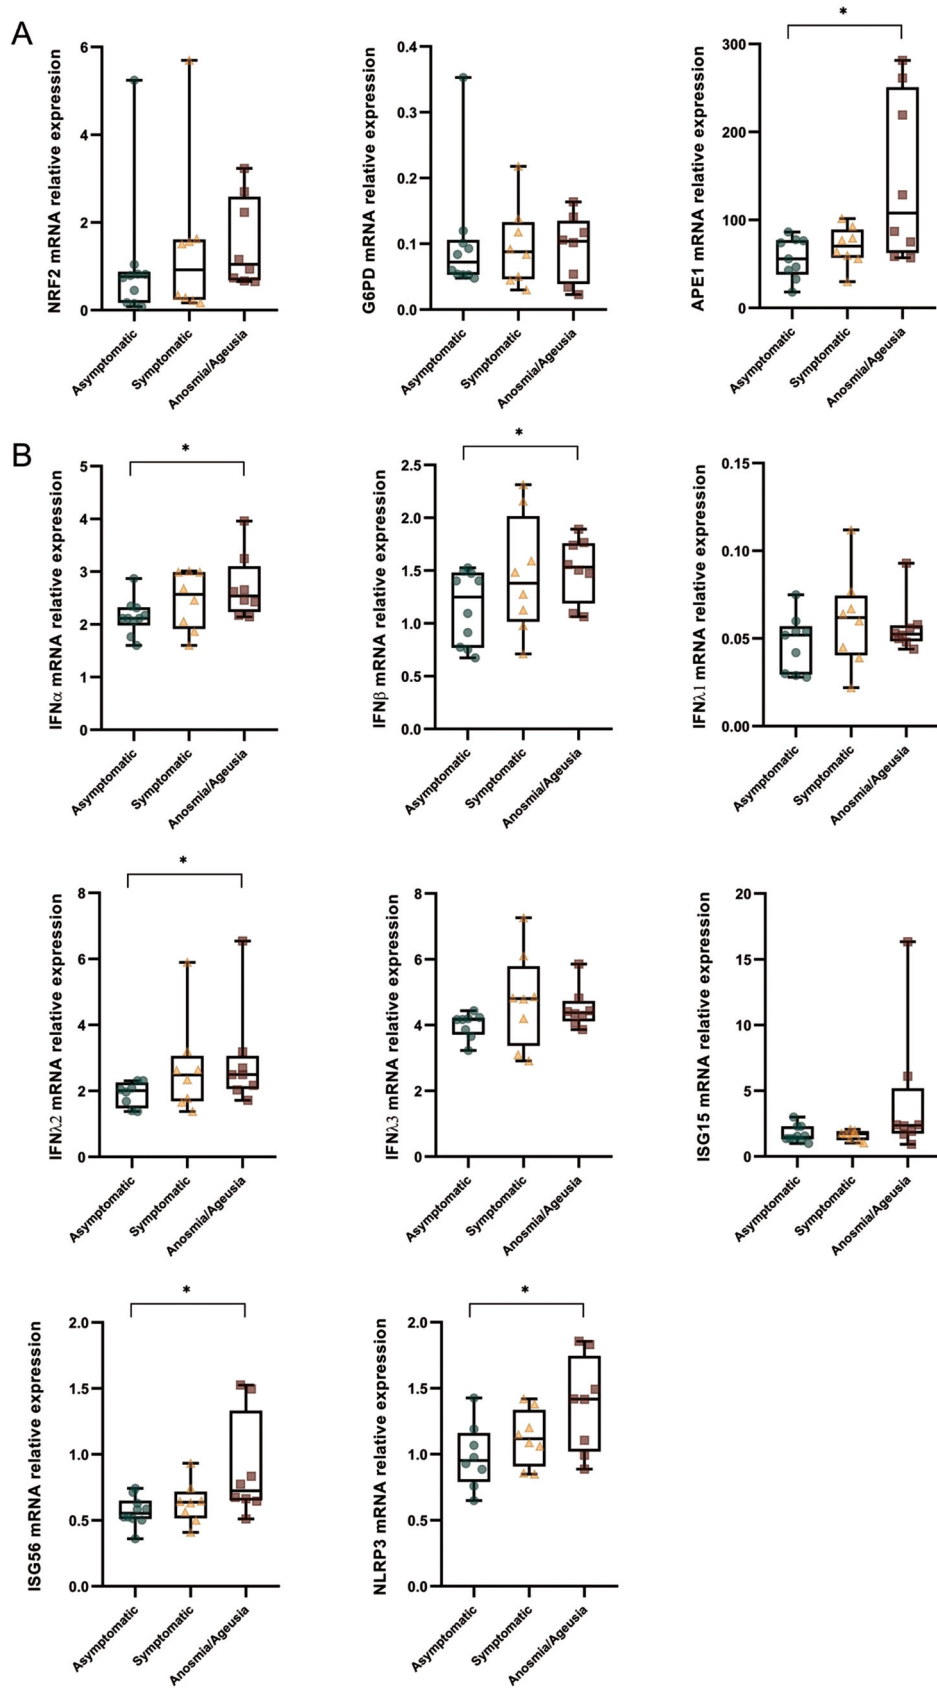 A
NRF2 mRNA relative expression
6
4
2
0
Asymptomatic
Symptomatic
Anosmia/Ageusia
G6PD mRNA relative expression
0.4
0.3
0.2
0.1
0.0
Asymptomatic
Symptomatic
Anosmia/Ageusia
*
APE1 mRNA relative expression
300
200
100
0
Asymptomatic
Symptomatic
Anosmia/Ageusia
B
*
IFNα mRNA relative expression
5
4
3
2
1
0
Asymptomatic
Symptomatic
Anosmia/Ageusia
*
IFNβ mRNA relative expression
2.5
2.0
1.5
1.0
0.5
0.0
Asymptomatic
Symptomatic
Anosmia/Ageusia
IFNλ1 mRNA relative expression
0.15
0.10
0.05
0.00
Asymptomatic
Symptomatic
Anosmia/Ageusia
*
IFNλ2 mRNA relative expression
8
6
4
2
0
Asymptomatic
Symptomatic
Anosmia/Ageusia
IFNλ3 mRNA relative expression
8
6
4
2
0
Asymptomatic
Symptomatic
Anosmia/Ageusia
ISG15 mRNA relative expression
20
15
10
5
0
Asymptomatic
Symptomatic
Anosmia/Ageusia
*
ISG56 mRNA relative expression
2.0
1.5
1.0
0.5
0.0
Asymptomatic
Symptomatic
Anosmia/Ageusia
*
NLRP3 mRNA relative expression
2.0
1.5
1.0
0.5
0.0
Asymptomatic
Symptomatic
Anosmia/Ageusia